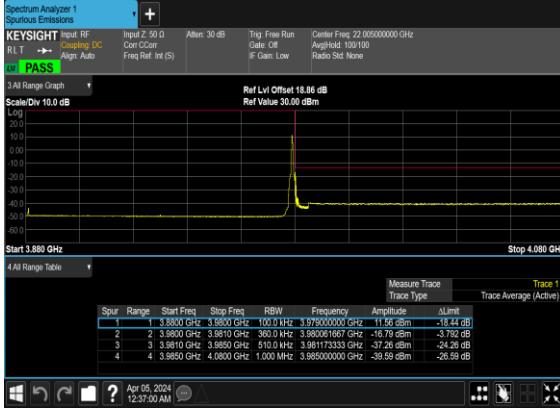 Spectrum Analyzer 1
Spurious Emissions
+
KEYSIGHT Input: RF Input Z: 50 Ω Atten: 30 dB Trig: Free Run Center Freq: 22.005000000 GHz
RLT Coupling: DC Corr CCorr Gate: Off Avg|Hold: 100/100
Align: Auto Freq Ref: Int (S) IF Gain: Low Radio Std: None
PASS
3 All Range Graph
Ref Lvl Offset 18.86 dB
Scale/Div 10.0 dB Ref Value 30.00 dBm
Log
20.0
10.0
0.00
-10.0
-20.0
-30.0
-40.0
-50.0
-60.0
Start 3.880 GHz Stop 4.080 GH
4 All Range Table
Measure Trace Trace 1
Trace Type Trace Average (Active)
Spur Range Start Freq Stop Freq RBW Frequency Amplitude ΔLimit
1 1 3.8800 GHz 3.9800 GHz 100.0 kHz 3.979000000 GHz 11.56 dBm -18.44 dB
2 2 3.9800 GHz 3.9810 GHz 360.0 kHz 3.980061667 GHz -16.79 dBm -3.792 dB
3 3 3.9810 GHz 3.9850 GHz 510.0 kHz 3.981173333 GHz -37.26 dBm -24.26 dB
4 4 3.9850 GHz 4.0800 GHz 1.000 MHz 3.985000000 GHz -39.59 dBm -26.59 dB
? Apr 05, 2024
12:37:00 AM